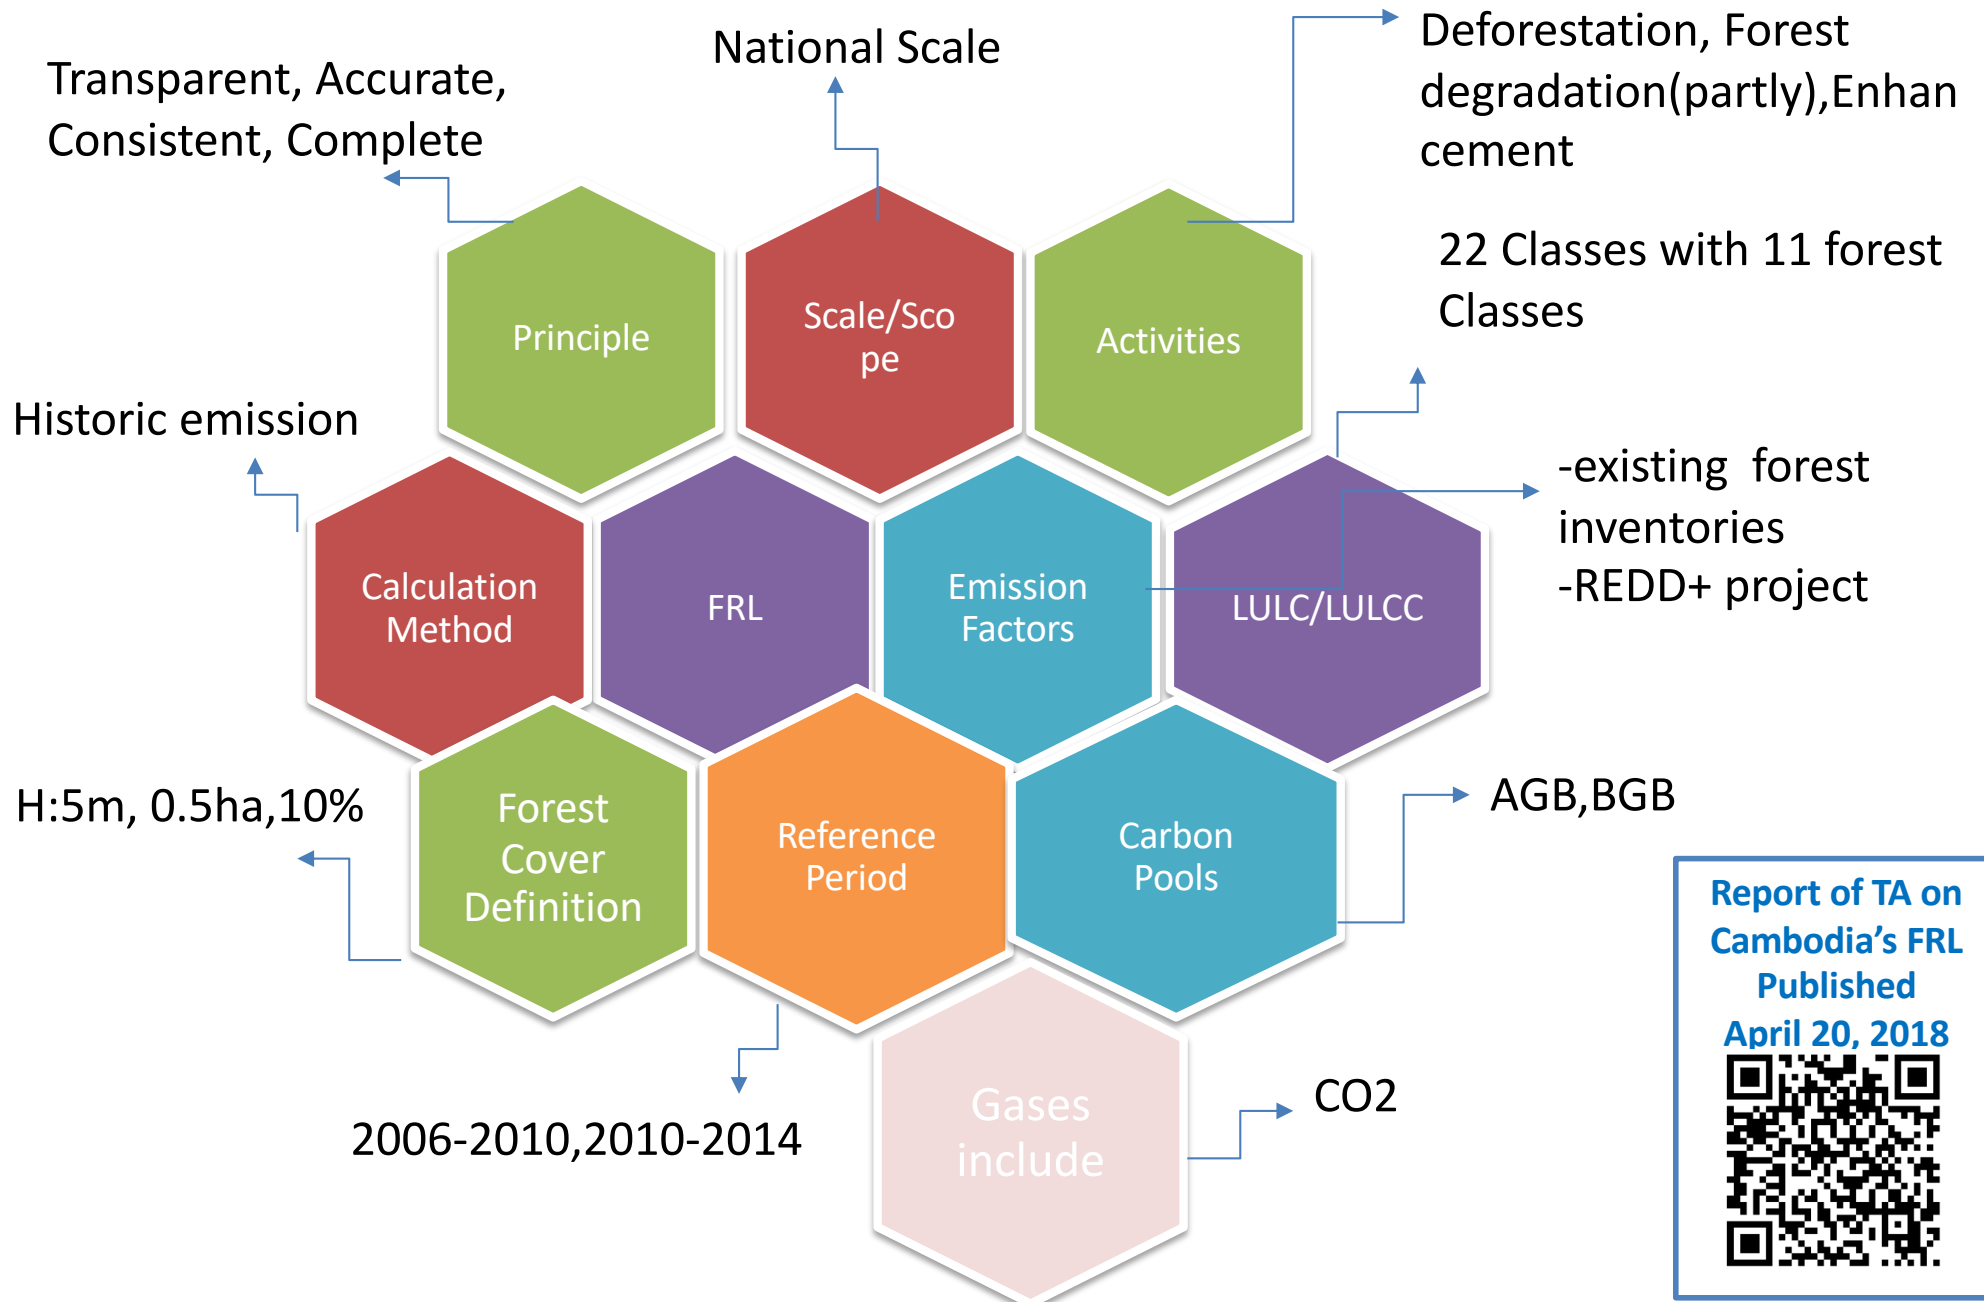 National Scale
Transparent, Accurate,
Consistent, Complete
Deforestation, Forest
degradation(partly),Enhan
cement
22 Classes with 11 forest
Classes
Principle
Scale/Sco
pe
Activities
Historic emission
-existing forest
inventories
-REDD+ project
Calculation
Method
FRL
Emission
Factors
LULC/LULCC
H:5m, 0.5ha,10%
Forest
Cover
Definition
Reference
Period
Carbon
Pools
AGB,BGB
Report of TA on
Cambodia’s FRL
Published
April 20, 2018
2006-2010,2010-2014
Gases
include
CO2